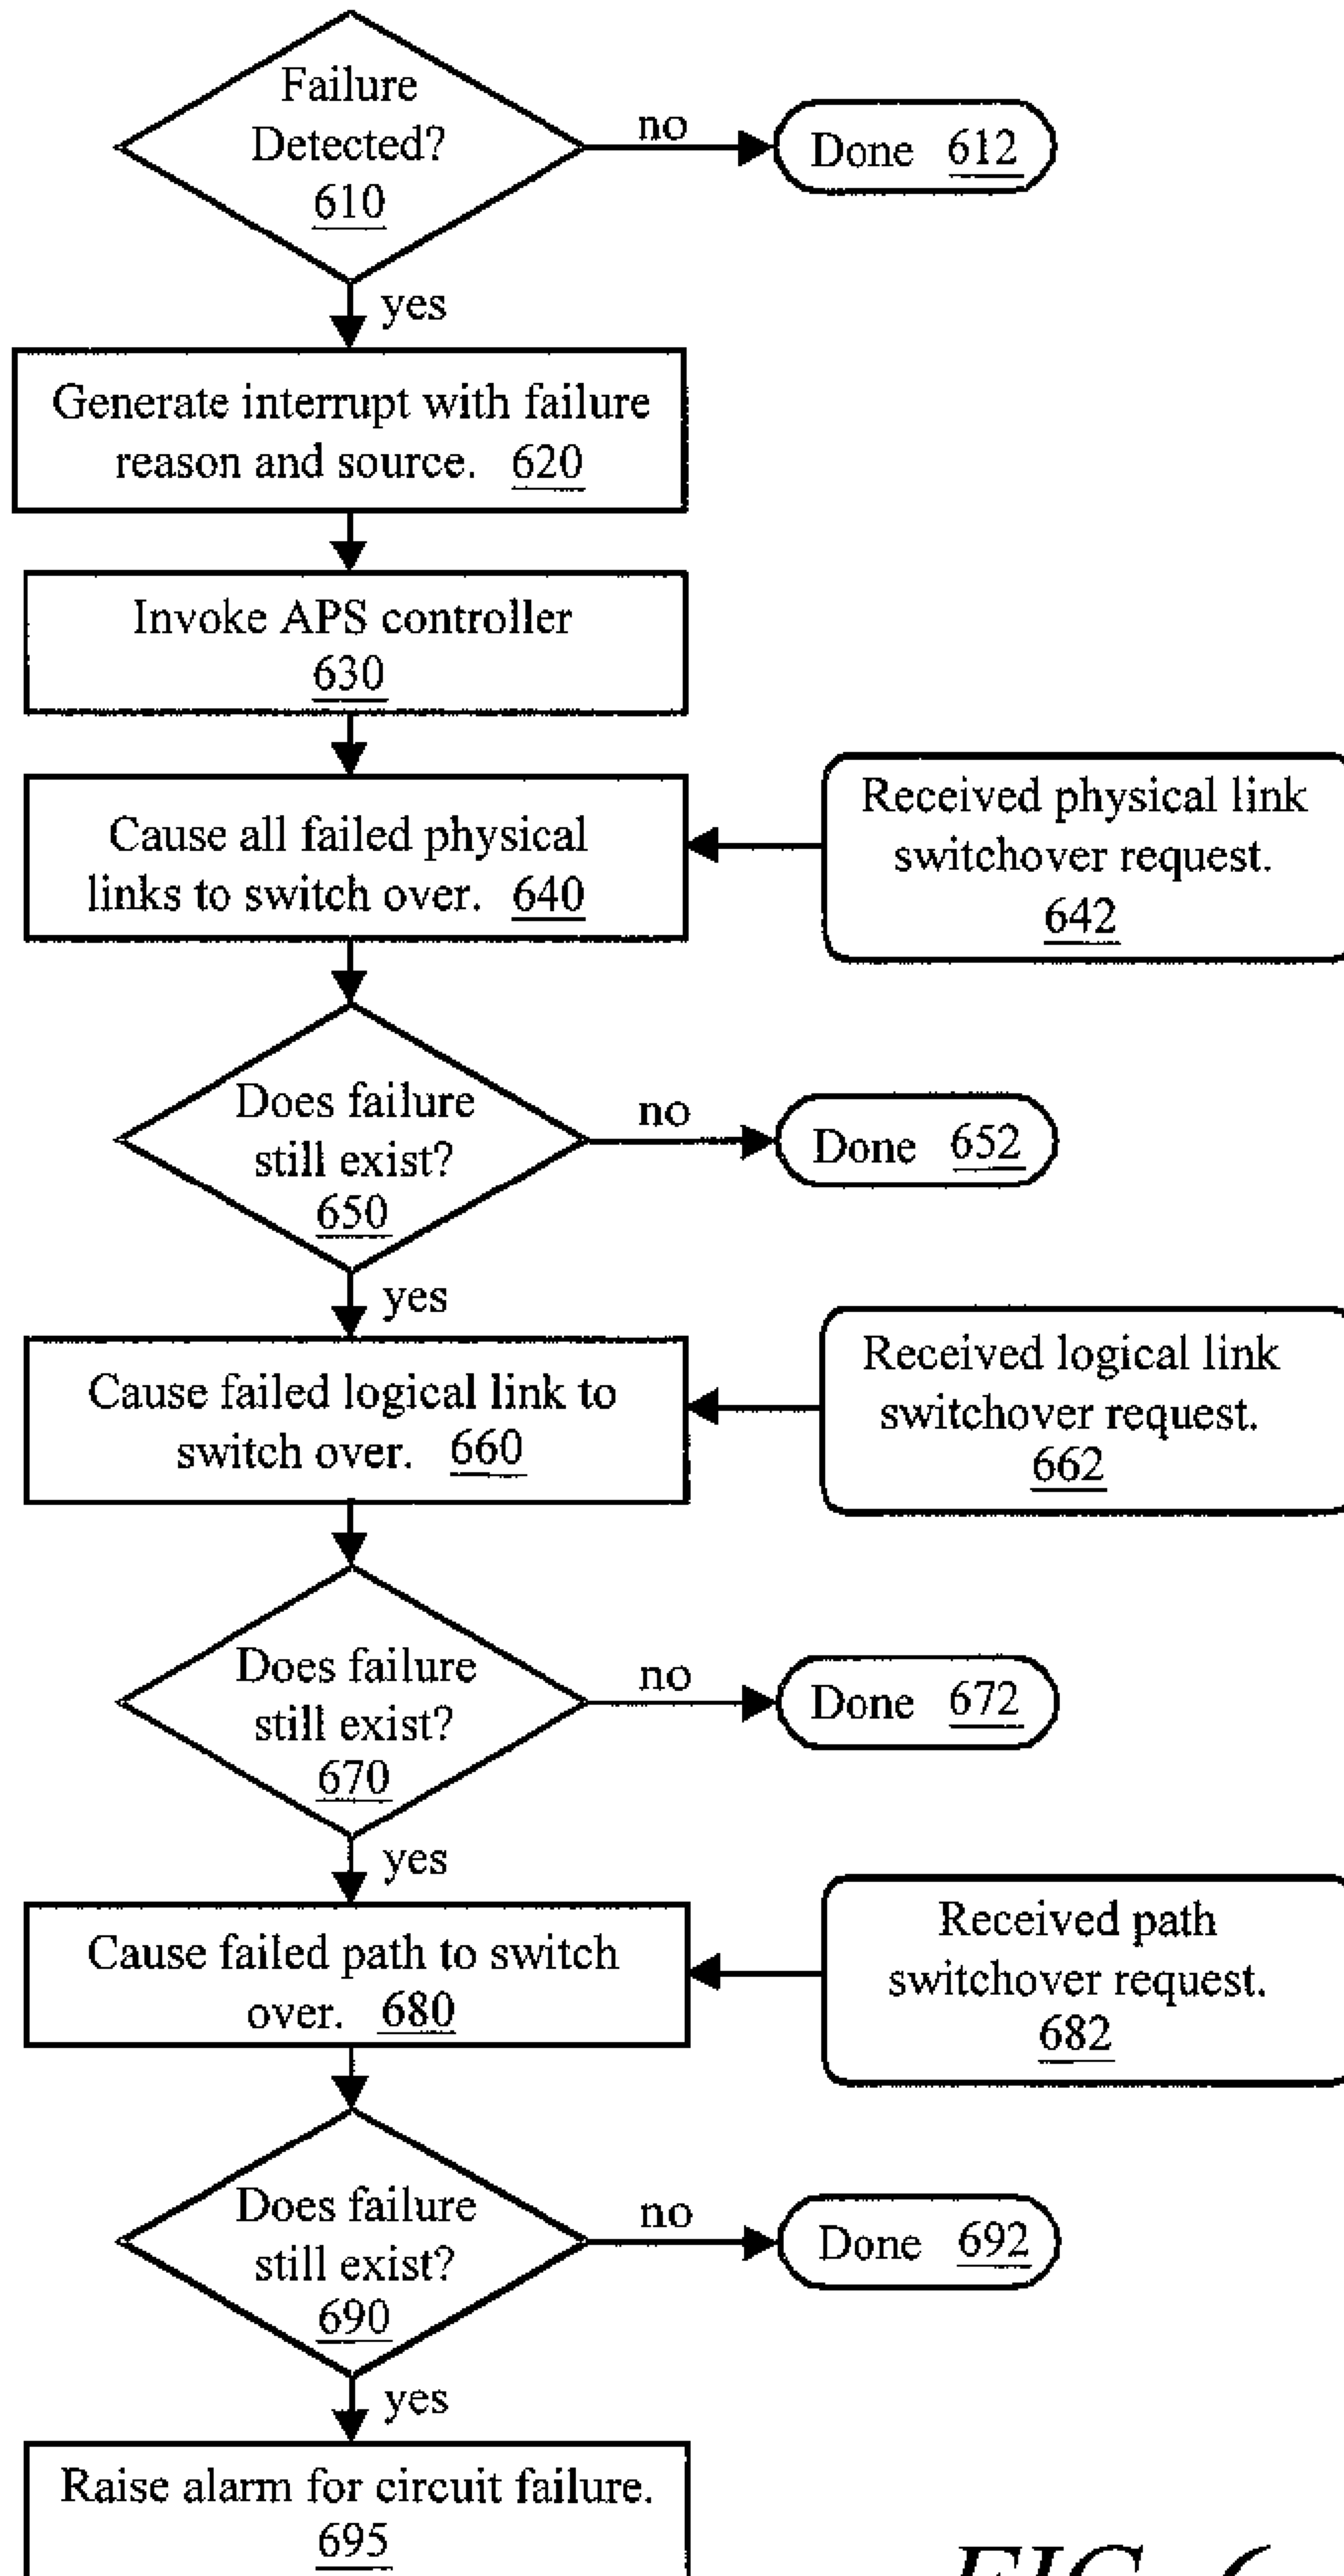 Failure
Detected?
610
no
Done 612
yes
Generate interrupt with failure
reason and source. 620
Invoke APS controller
630
Cause all failed physical
links to switch over. 640
Received physical link
switchover request.
642
Does failure
still exist?
650
no
Done 652
yes
Cause failed logical link to
switch over. 660
Received logical link
switchover request.
662
Does failure
still exist?
670
no
Done 672
yes
Cause failed path to switch
over. 680
Received path
switchover request.
682
Does failure
still exist?
690
no
Done 692
yes
Raise alarm for circuit failure.
695
FIG. 6